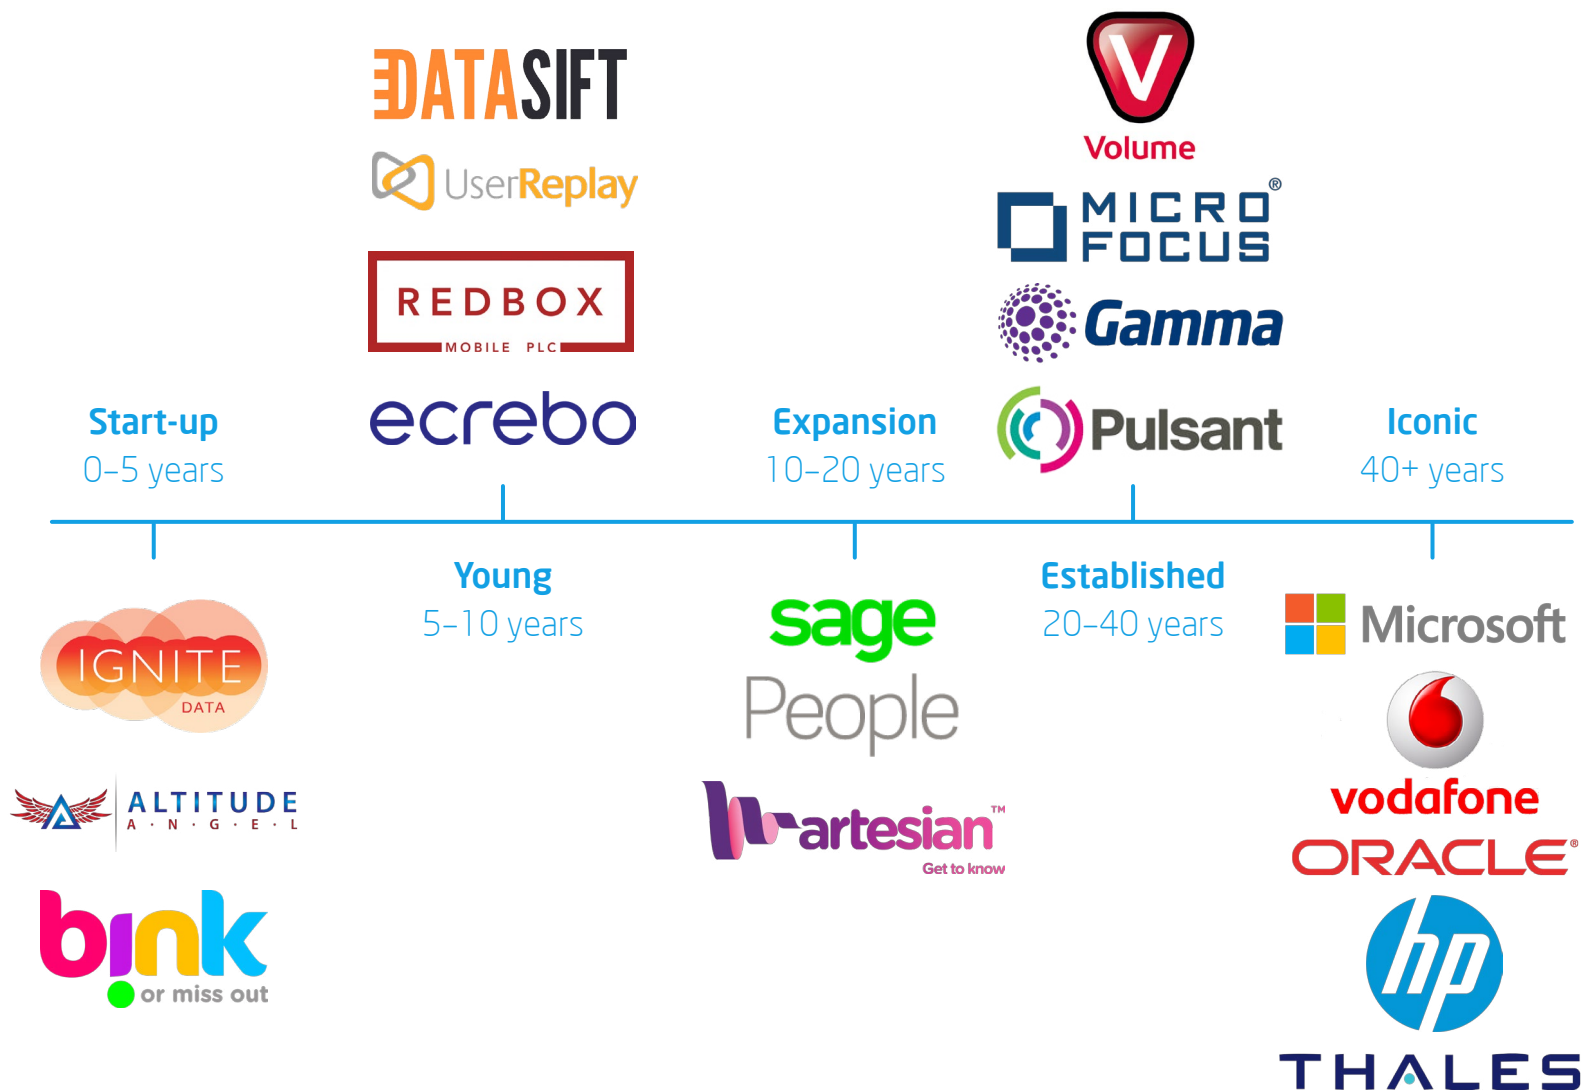 DATASIFT
UserReplay
REDBOX
MOBILE PLC
ecrebo
Volume
MICRO
FOCUS®
Gamma
Pulsant
Start-up
0–5 years
Expansion
10–20 years
Iconic
40+ years
Young
5–10 years
Established
20–40 years
IGNITE
DATA
ALTITUDE
A·N·G·E·L
bink
or miss out
sage
People
artesian™
Get to know
Microsoft
vodafone
ORACLE®
hp
THALES